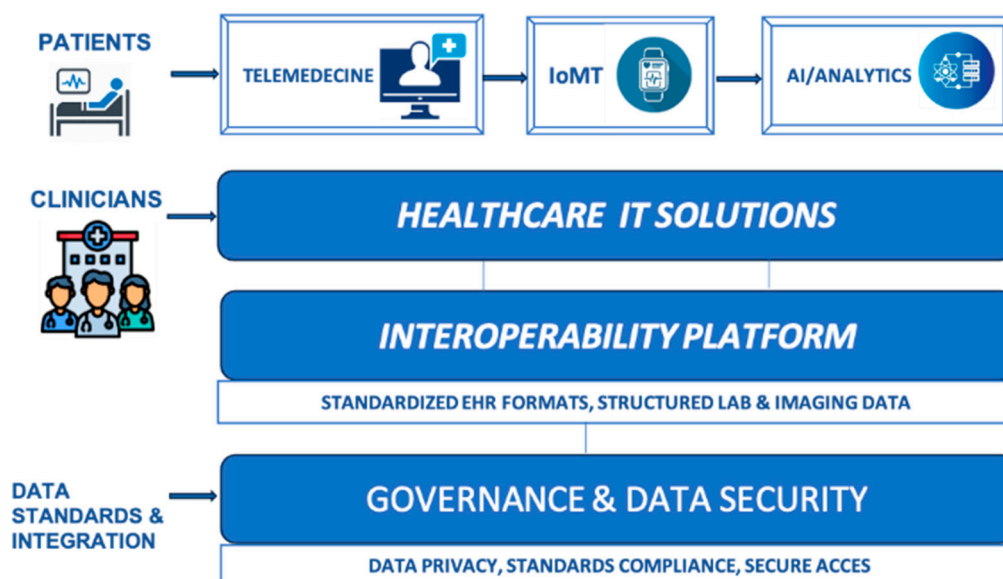 PATIENTS
TELEMEDECINE
IoMT
AI/ANALYTICS
CLINICIANS
HEALTHCARE IT SOLUTIONS
INTEROPERABILITY PLATFORM
STANDARDIZED EHR FORMATS, STRUCTURED LAB & IMAGING DATA
DATA
STANDARDS &
INTEGRATION
GOVERNANCE & DATA SECURITY
DATA PRIVACY, STANDARDS COMPLIANCE, SECURE ACCES